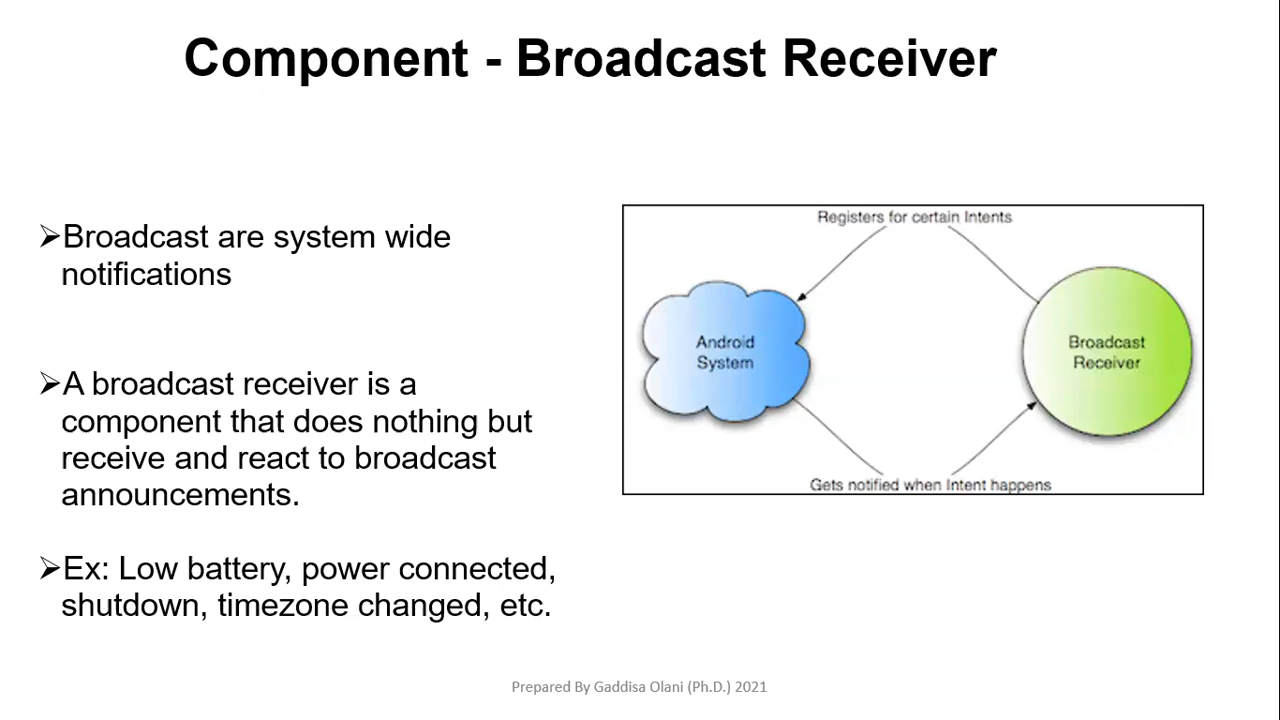 Component - Broadcast Receiver
➢Broadcast are system wide
notifications
➢A broadcast receiver is a
component that does nothing but
receive and react to broadcast
announcements.
➢Ex: Low battery, power connected,
shutdown, timezone changed, etc.
Registers for certain Intents
Android
System
Broadcast
Receiver
Gets notified when Intent happens
Prepared By Gaddisa Olani (Ph.D.) 2021